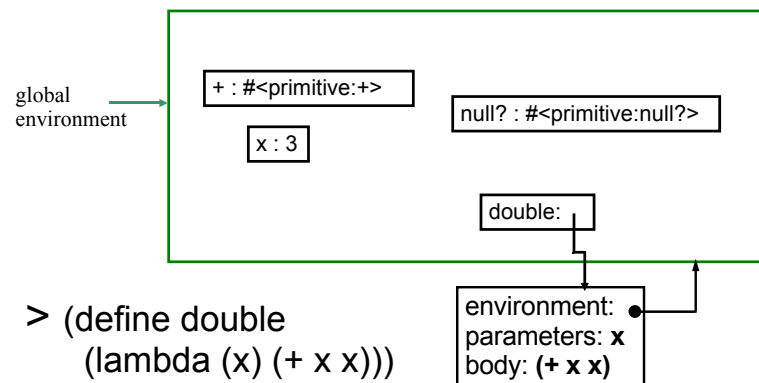 global
environment
+ : #<primitive:+>
null? : #<primitive:null?>
x : 3
double:
> (define double
(lambda (x) (+ x x)))
environment:
parameters: x
body: (+ x x)